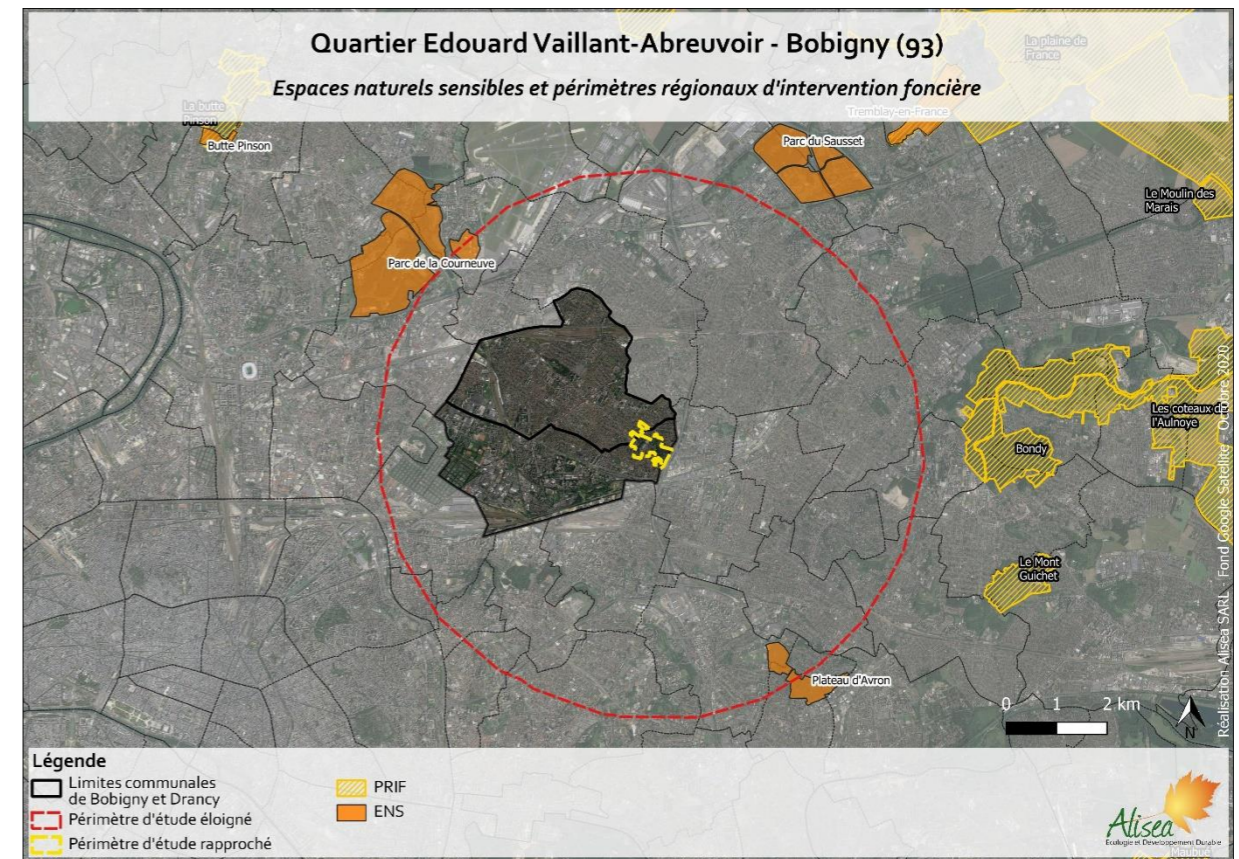 Quartier Edouard Vaillant-Abreuvoir - Bobigny (93)
Espaces naturels sensibles et périmètres régionaux d'intervention foncière
La plaine de
France
La butte
Pinson
Tremblay-en-France
Butte Pinson
Parc du Sausset
Le Moulin des
Marais
Parc de la Courneuve
Les coteaux de
l'Aulnoye
Bondy
Le Mont
Guichet
Plateau d'Avron
0 1 2 km
N
Réalisation Alisea SARL - Fond Google Satellite - Octobre 2020
Légende
Limites communales
de Bobigny et Drancy
Périmètre d'étude éloigné
Périmètre d'étude rapproché
PRIF
ENS
Alisea
Ecologie et Développement Durable
Maubué